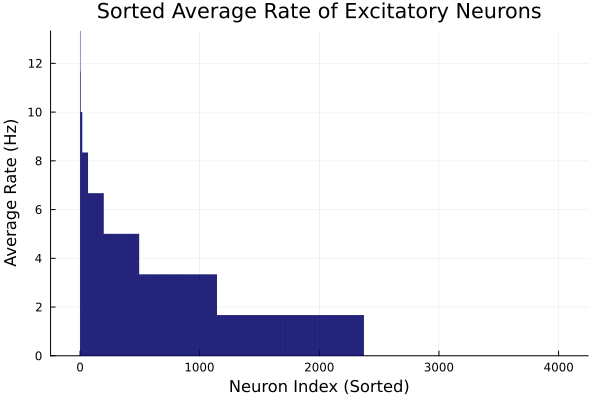 Sorted Average Rate of Excitatory Neurons
12
10
8
6
4
2
0
Average Rate (Hz)
0 1000 2000 3000 4000
Neuron Index (Sorted)